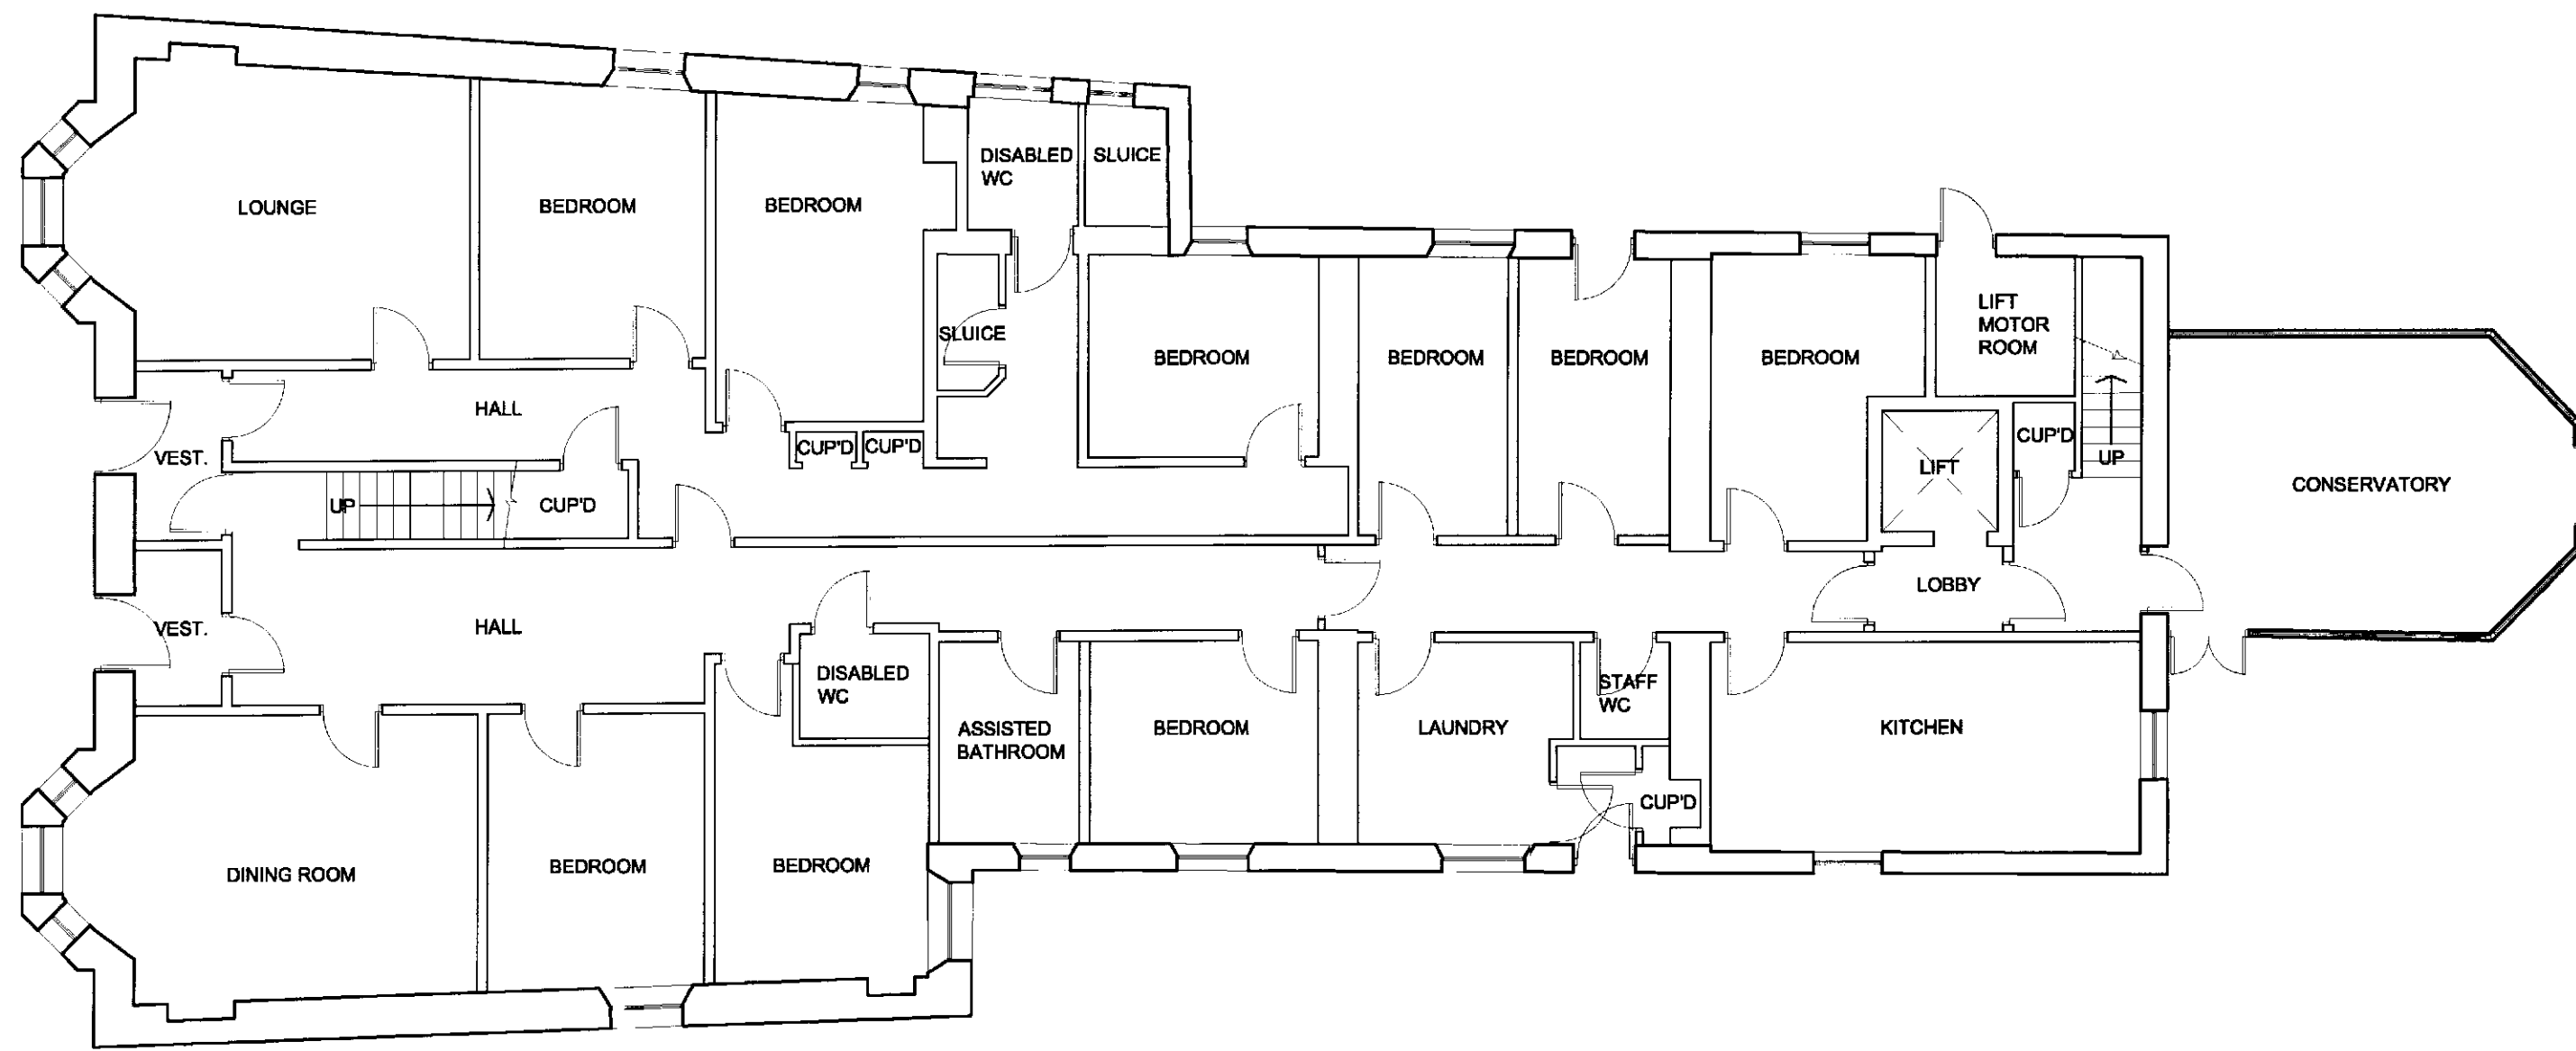 DISABLED
WC
SLUICE
LOUNGE
BEDROOM
BEDROOM
LIFT
MOTOR
ROOM
SLUICE
BEDROOM
BEDROOM
BEDROOM
BEDROOM
HALL
CUP'D
CUP'D
CUP'D
VEST.
LIFT
UP
CONSERVATORY
UP
CUP'D
LOBBY
VEST.
HALL
DISABLED
WC
STAFF
WC
ASSISTED
BATHROOM
BEDROOM
LAUNDRY
KITCHEN
CUP'D
DINING ROOM
BEDROOM
BEDROOM